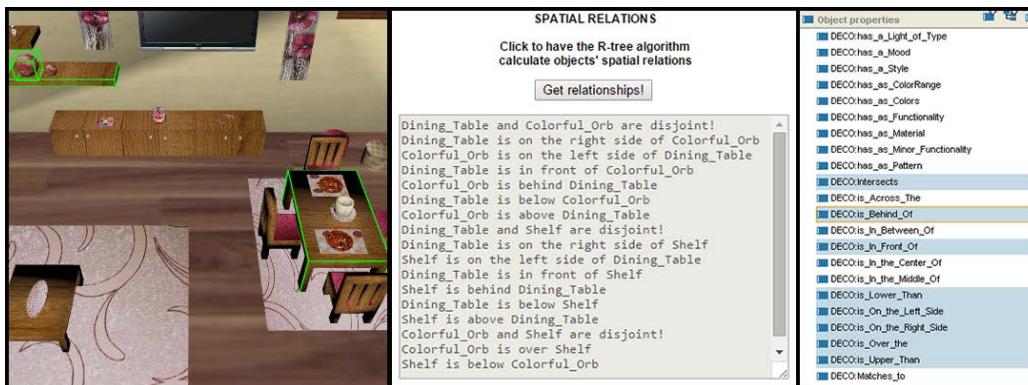 SPATIAL RELATIONS
Click to have the R-tree algorithm
calculate objects' spatial relations
Get relationships!
Dining_Table and Colorful_Orb are disjoint!
Dining_Table is on the right side of Colorful_Orb
Colorful_Orb is on the left side of Dining_Table
Dining_Table is in front of Colorful_Orb
Colorful_Orb is behind Dining_Table
Dining_Table is below Colorful_Orb
Colorful_Orb is above Dining_Table
Dining_Table and Shelf are disjoint!
Dining_Table is on the right side of Shelf
Shelf is on the left side of Dining_Table
Dining_Table is in front of Shelf
Shelf is behind Dining_Table
Dining_Table is below Shelf
Shelf is above Dining_Table
Colorful_Orb and Shelf are disjoint!
Colorful_Orb is over Shelf
Shelf is below Colorful_Orb
Object properties
DECO:has_a_Light_of_Type
DECO:has_a_Mood
DECO:has_a_Style
DECO:has_as_ColorRange
DECO:has_as_Colors
DECO:has_as_Functionality
DECO:has_as_Material
DECO:has_as_Minor_Functionality
DECO:has_as_Pattern
DECO:Intersects
DECO:is_Across_The
DECO:is_Behind_Of
DECO:is_In_Between_Of
DECO:is_In_Front_Of
DECO:is_In_the_Center_Of
DECO:is_In_the_Middle_Of
DECO:is_Lower_Than
DECO:is_On_the_Left_Side
DECO:is_On_the_Right_Side
DECO:is_Over_the
DECO:is_Upper_Than
DECO:Matches_to